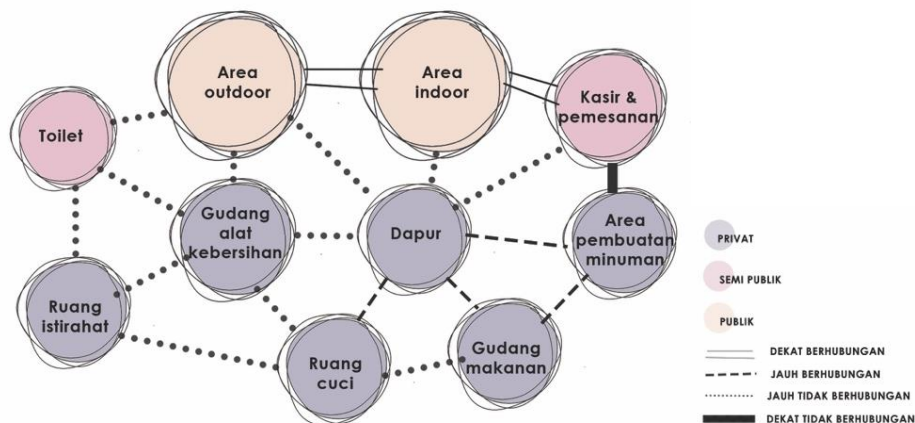 Area
outdoor
Area
indoor
Kasir &
pemesanan
Toilet
Gudang
alat
kebersihan
Dapur
Area
pembuatan
minuman
Ruang
istirahat
Ruang
cuci
Gudang
makanan
PRIVAT
SEMI PUBLIK
PUBLIK
DEKAT BERHUBUNGAN
JAUH BERHUBUNGAN
JAUH TIDAK BERHUBUNGAN
DEKAT TIDAK BERHUBUNGAN